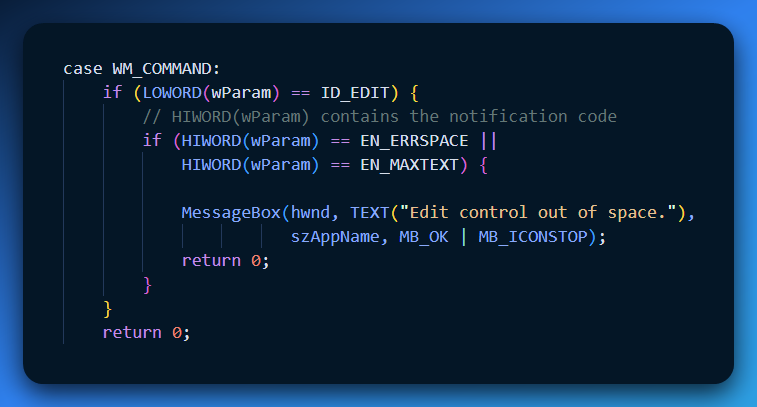 case WM_COMMAND:
    if (LOWORD(wParam) == ID_EDIT) {
        // HIWORD(wParam) contains the notification code
        if (HIWORD(wParam) == EN_ERRSPACE ||
            HIWORD(wParam) == EN_MAXTEXT) {

            MessageBox(hwnd, TEXT("Edit control out of space."),
                       szAppName, MB_OK | MB_ICONSTOP);
            return 0;
        }
    }
    return 0;